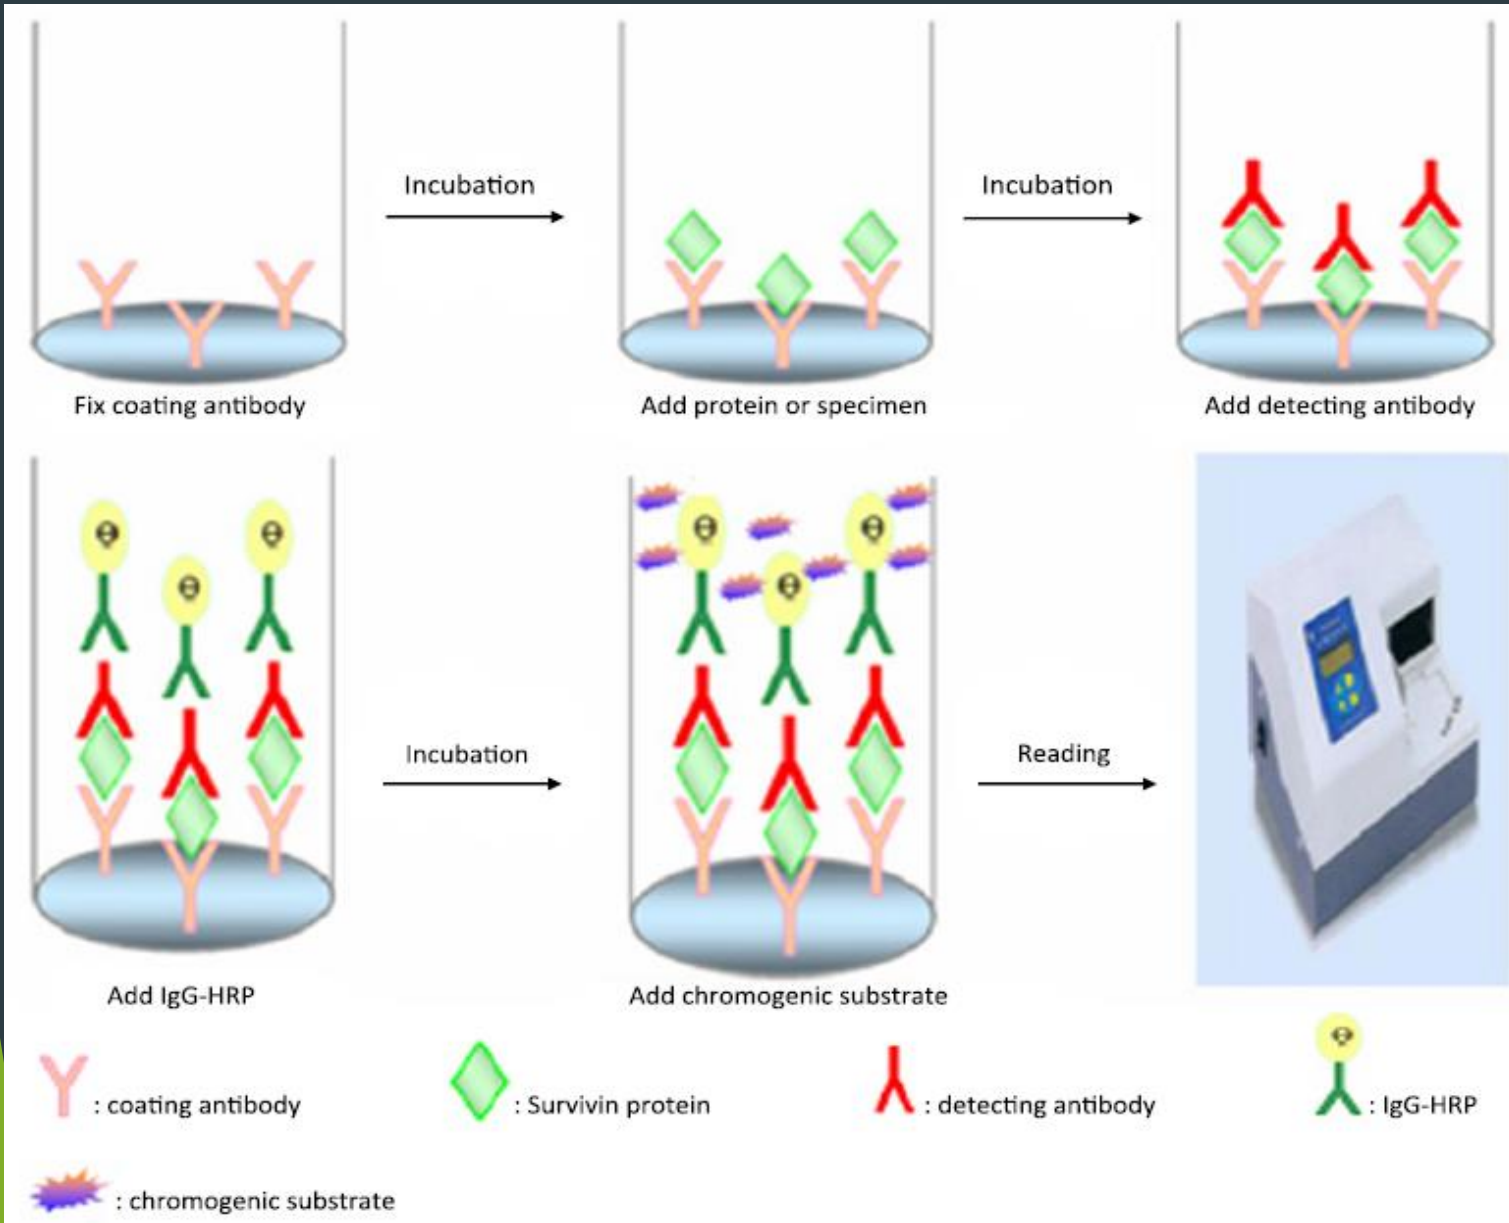 Incubation
Incubation
Fix coating antibody
Add protein or specimen
Add detecting antibody
Incubation
Reading
Add IgG-HRP
Add chromogenic substrate
: coating antibody
: Survivin protein
: detecting antibody
: IgG-HRP
: chromogenic substrate